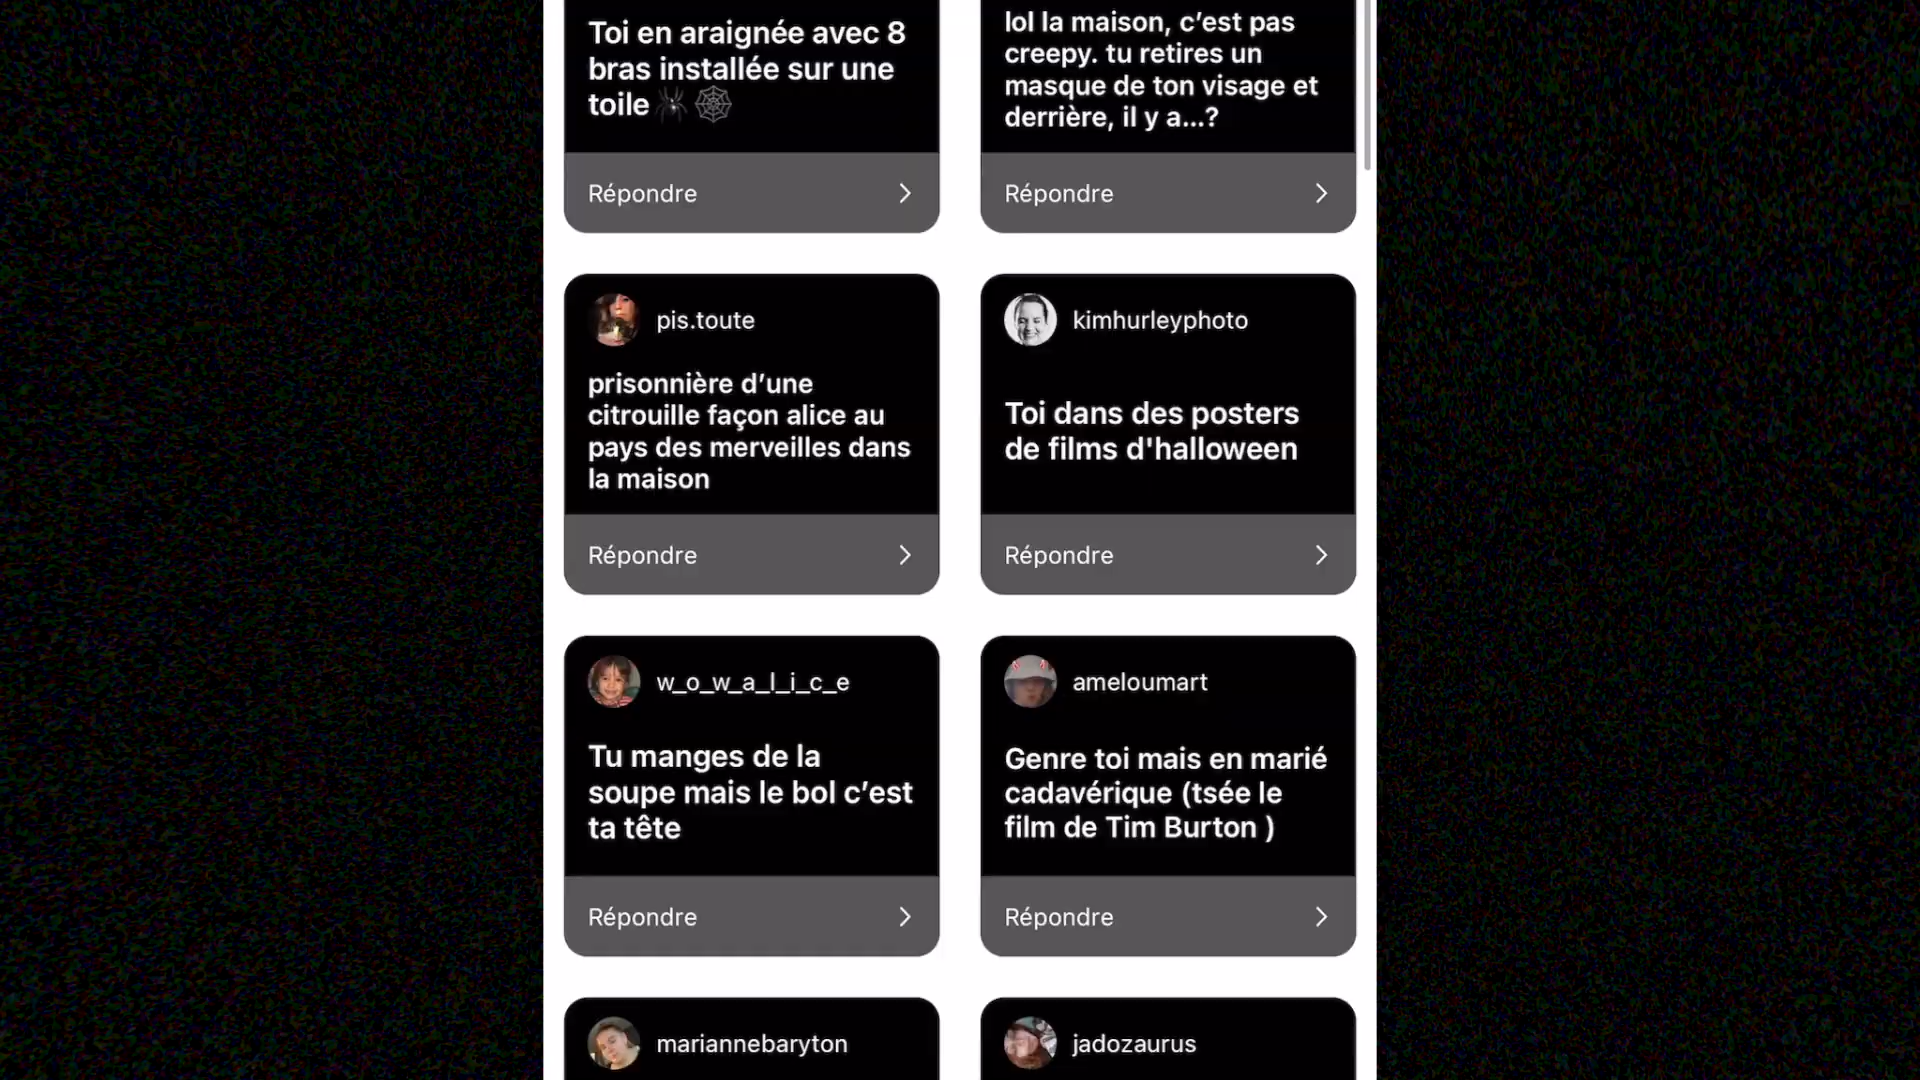 Toi en araignée avec 8
bras installée sur une
toile🕷️🕸️
Répondre
lol la maison, c’est pas
creepy. tu retires un
masque de ton visage et
derrière, il y a...?
Répondre
pis.toute
prisonnière d’une
citrouille façon alice au
pays des merveilles dans
la maison
Répondre
kimhurleyphoto
Toi dans des posters
de films d'halloween
Répondre
w_o_w_a_l_i_c_e
Tu manges de la
soupe mais le bol c’est
ta tête
Répondre
ameloumart
Genre toi mais en marié
cadavérique (tsée le
film de Tim Burton )
Répondre
mariannebaryton
jadozaurus